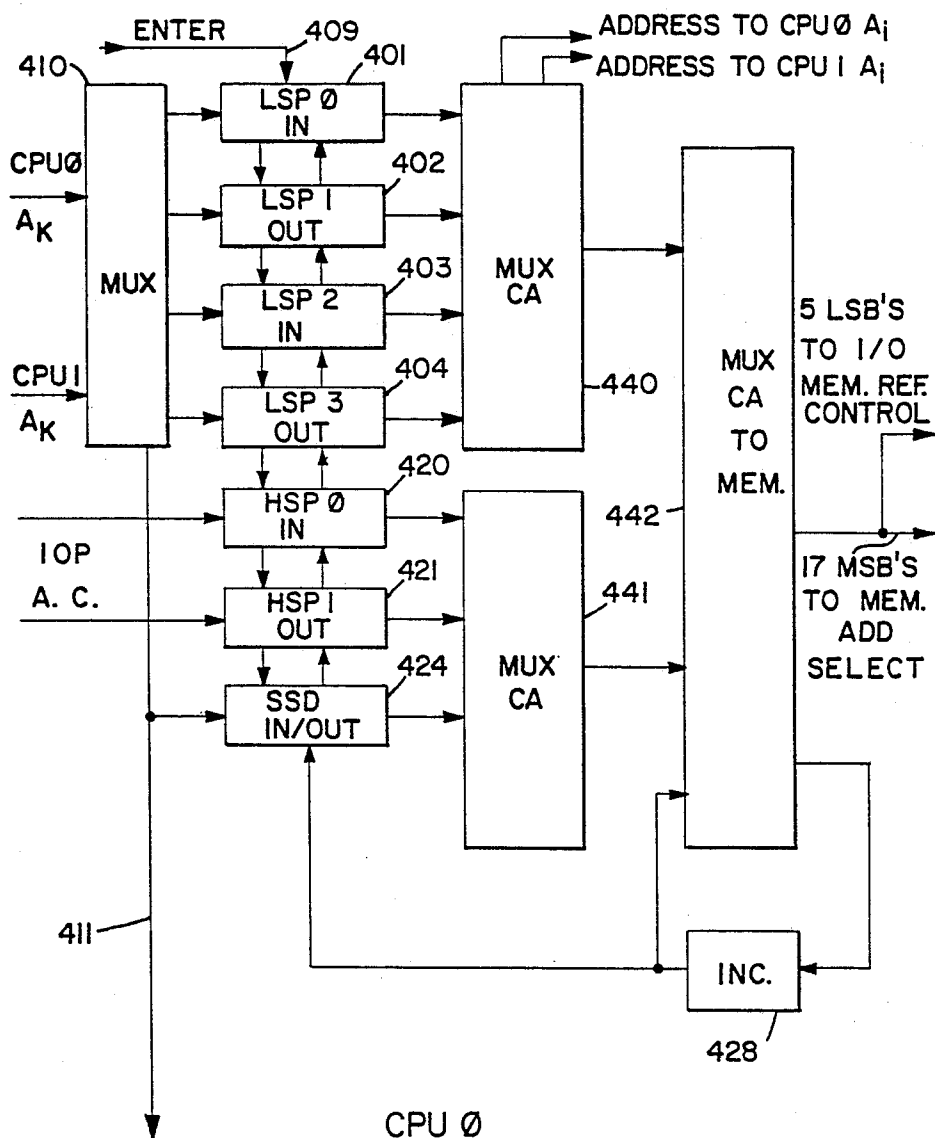 ENTER
409
ADDRESS TO CPUØ Ai
ADDRESS TO CPU1 Ai
410
401
LSP Ø
IN
CPUØ
AK
402
LSP 1
OUT
403
MUX
LSP 2
IN
MUX
CA
5 LSB'S
TO I/O
MEM. REF.
CONTROL
CPU1
AK
404
LSP 3
OUT
440
MUX
CA
TO
MEM.
420
HSP Ø
IN
442
IOP
A. C.
421
HSP 1
OUT
441
17 MSB'S
TO MEM.
ADD
SELECT
424
SSD
IN/OUT
MUX
CA
411
INC.
428
CPU Ø